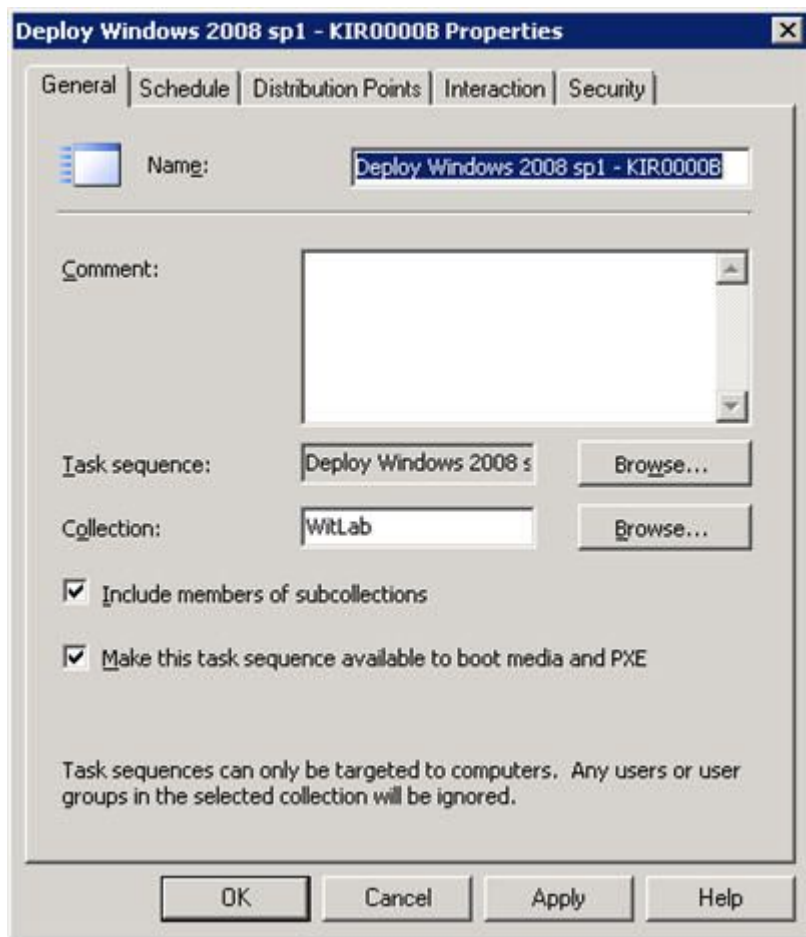 Deploy Windows 2008 sp1 - KIR0000B Properties
General Schedule Distribution Points Interaction Security
Name: Deploy Windows 2008 sp1 - KIR0000B
Comment:
Task sequence: Deploy Windows 2008 s Browse...
Collection: WitLab Browse...
Include members of subcollections
Make this task sequence available to boot media and PXE
Task sequences can only be targeted to computers. Any users or user
groups in the selected collection will be ignored.
OK Cancel Apply Help